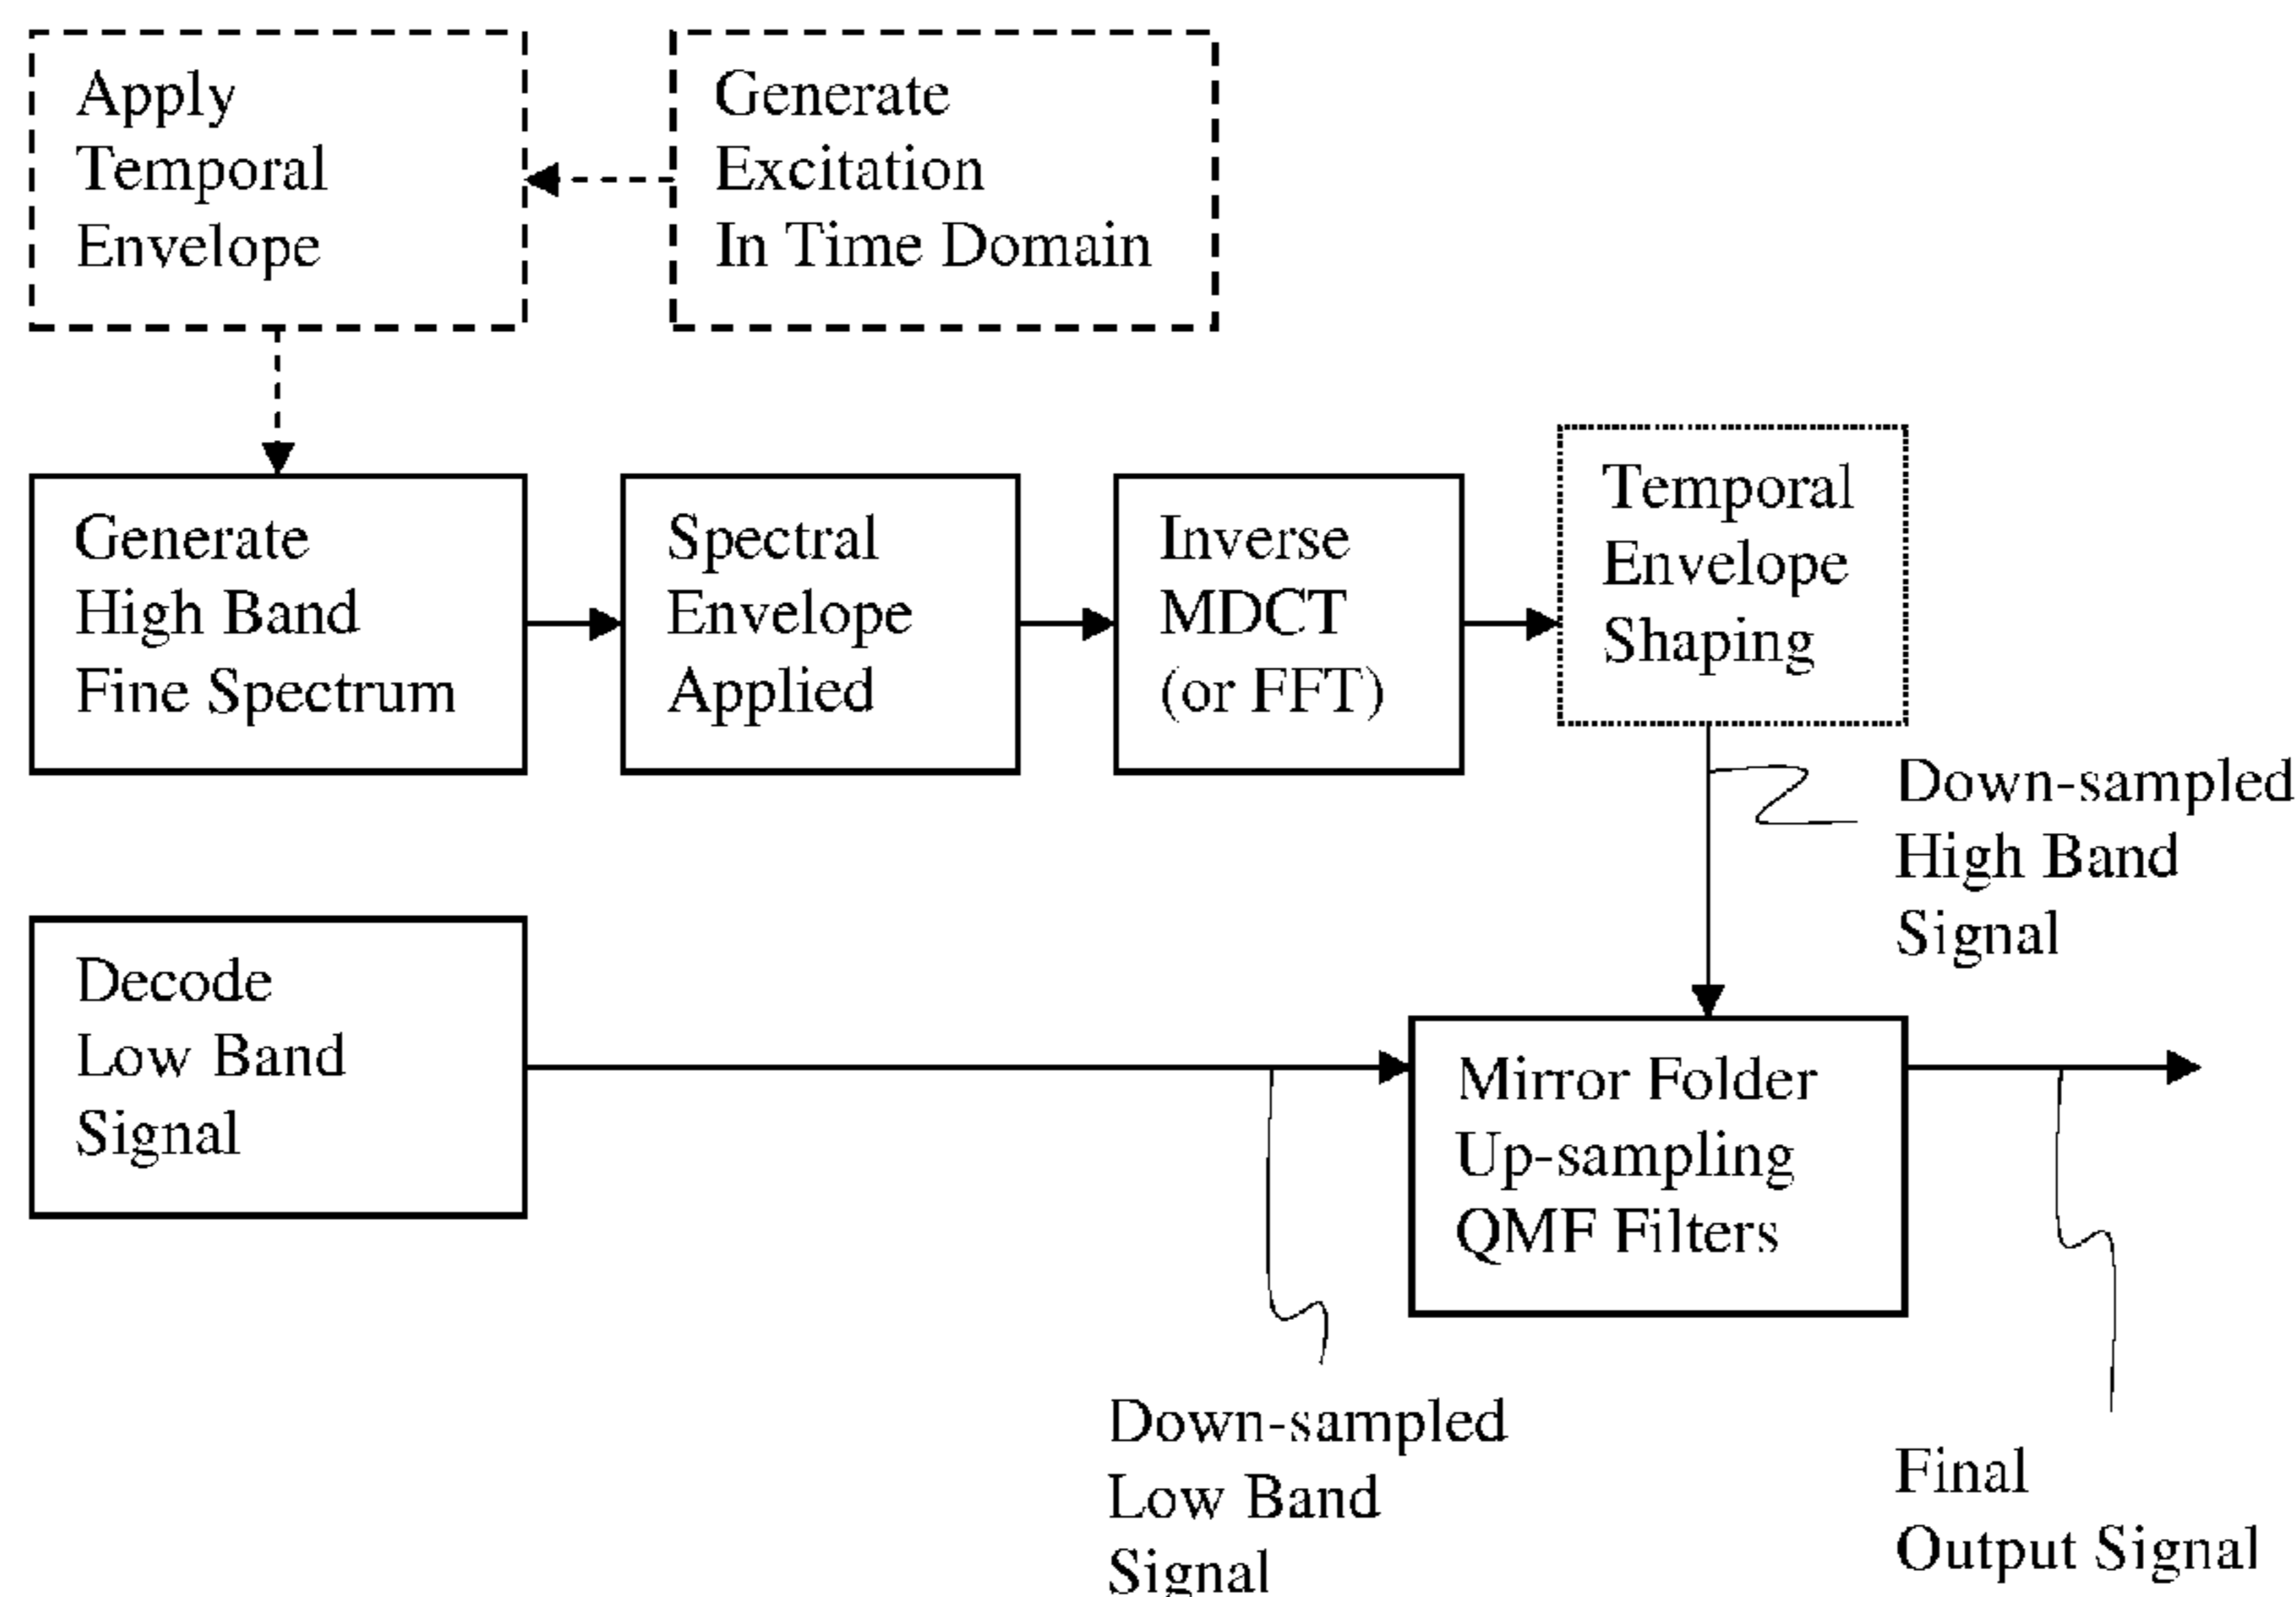 Apply
Temporal
Envelope
Generate
Excitation
In Time Domain
Generate
High Band
Fine Spectrum
Spectral
Envelope
Applied
Inverse
MDCT
(or FFT)
Temporal
Envelope
Shaping
Down-sampled
High Band
Signal
Decode
Low Band
Signal
Mirror Folder
Up-sampling
QMF Filters
Down-sampled
Low Band
Signal
Final
Output Signal